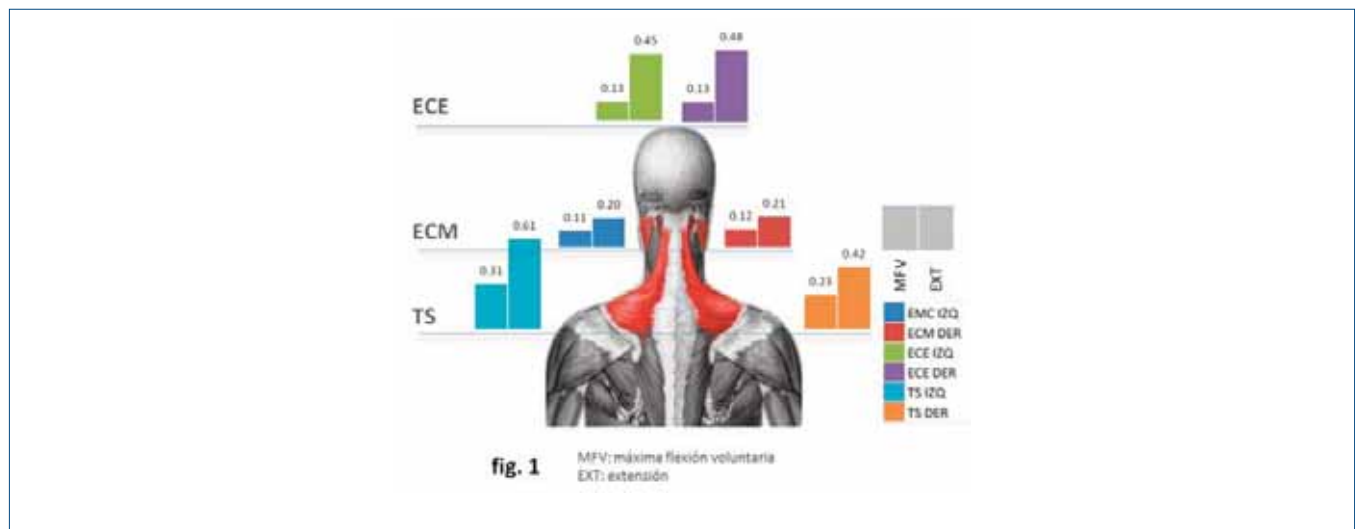 0.45
0.48
0.13
0.13
ECE
0.11
0.20
0.12
0.21
ECM
0.61
0.31
0.42
0.23
TS
MFV
EXT
EMC IZQ
ECM DER
ECE IZQ
ECE DER
TS IZQ
TS DER
fig. 1
MFV: máxima flexión voluntaria
EXT: extensión